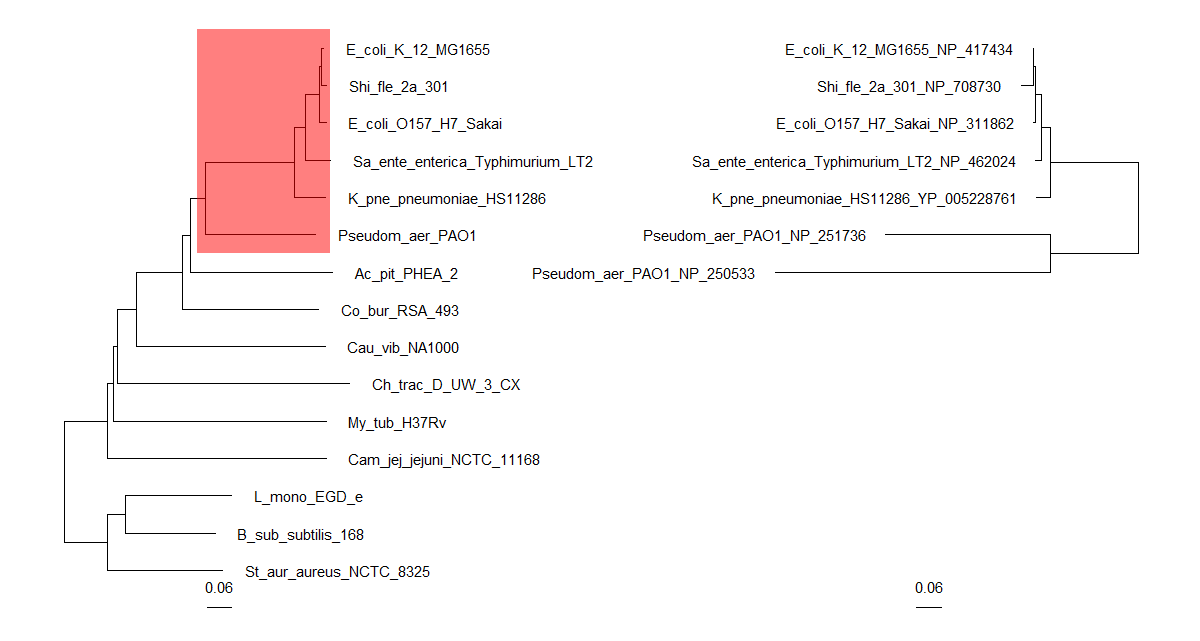 E_coli_K_12_MG1655
E_coli_K_12_MG1655_NP_417434
Shi_fle_2a_301
Shi_fle_2a_301_NP_708730
E_coli_O157_H7_Sakai
E_coli_O157_H7_Sakai_NP_311862
Sa_ente_enterica_Typhimurium_LT2
Sa_ente_enterica_Typhimurium_LT2_NP_462024
K_pne_pneumoniae_HS11286
K_pne_pneumoniae_HS11286_YP_005228761
Pseudom_aer_PAO1
Pseudom_aer_PAO1_NP_251736
Ac_pit_PHEA_2
Pseudom_aer_PAO1_NP_250533
Co_bur_RSA_493
Cau_vib_NA1000
Ch_trac_D_UW_3_CX
My_tub_H37Rv
Cam_jej_jejuni_NCTC_11168
L_mono_EGD_e
B_sub_subtilis_168
St_aur_aureus_NCTC_8325
0.06
0.06